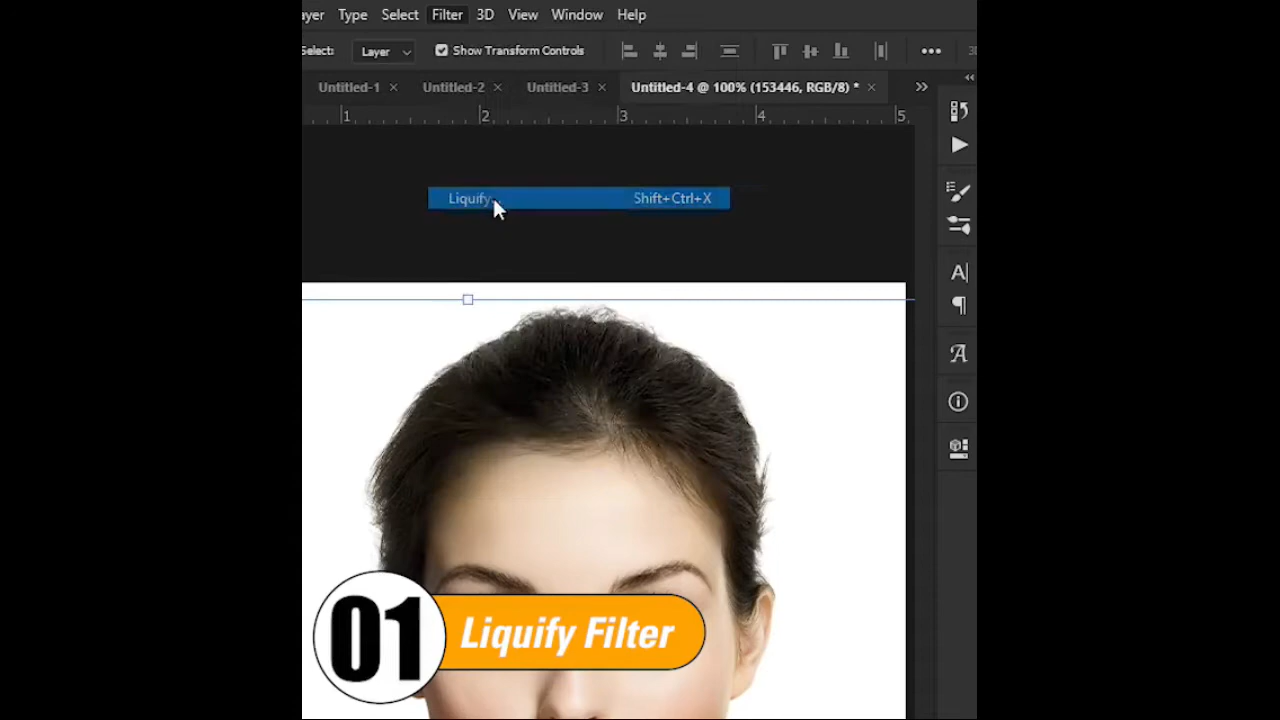 ayer Type Select Filter 3D View Window Help
Select: Layer Show Transform Controls
Untitled-1 × Untitled-2 × Untitled-3 × Untitled-4 @ 100% (153446, RGB/8) * ×
1 2 3 4 5
Liquify... Shift+Ctrl+X
01 Liquify Filter